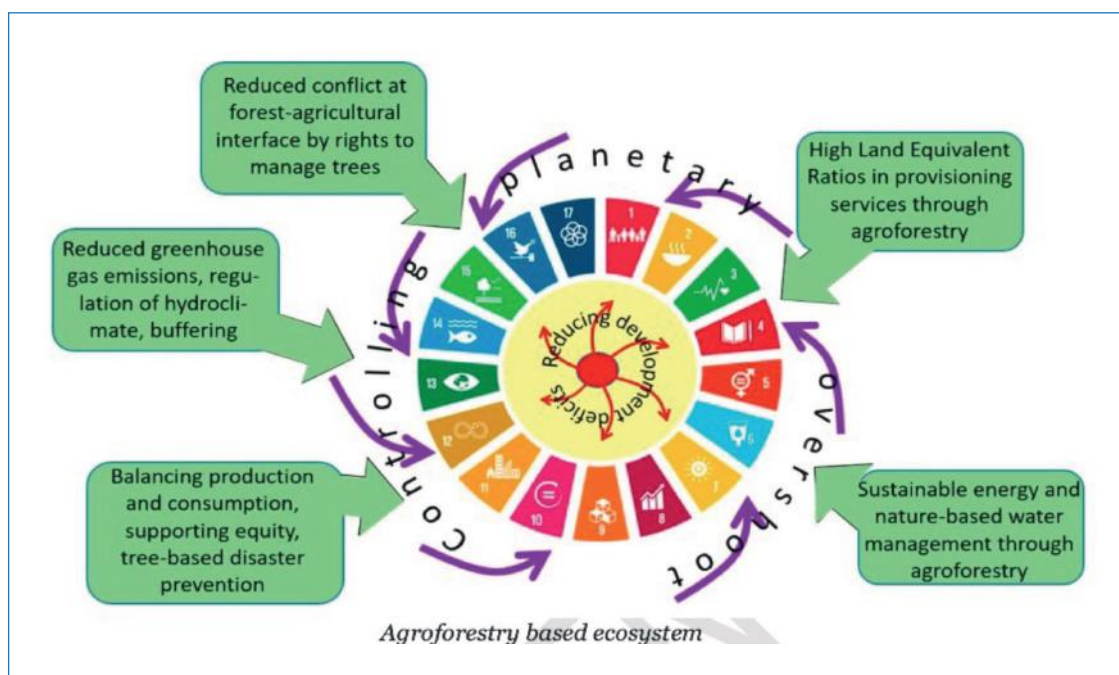 Reduced conflict at
forest-agricultural
interface by rights to
manage trees
High Land Equivalent
Ratios in provisioning
services through
agroforestry
Reduced greenhouse
gas emissions, regu-
lation of hydrocli-
mate, buffering
Balancing production
and consumption,
supporting equity,
tree-based disaster
prevention
Sustainable energy and
nature-based water
management through
agroforestry
Controlling planetary overshoot
1
2
3
4
5
6
7
8
9
10
11
12
13
14
15
16
17
Reducing development deficits
Agroforestry based ecosystem